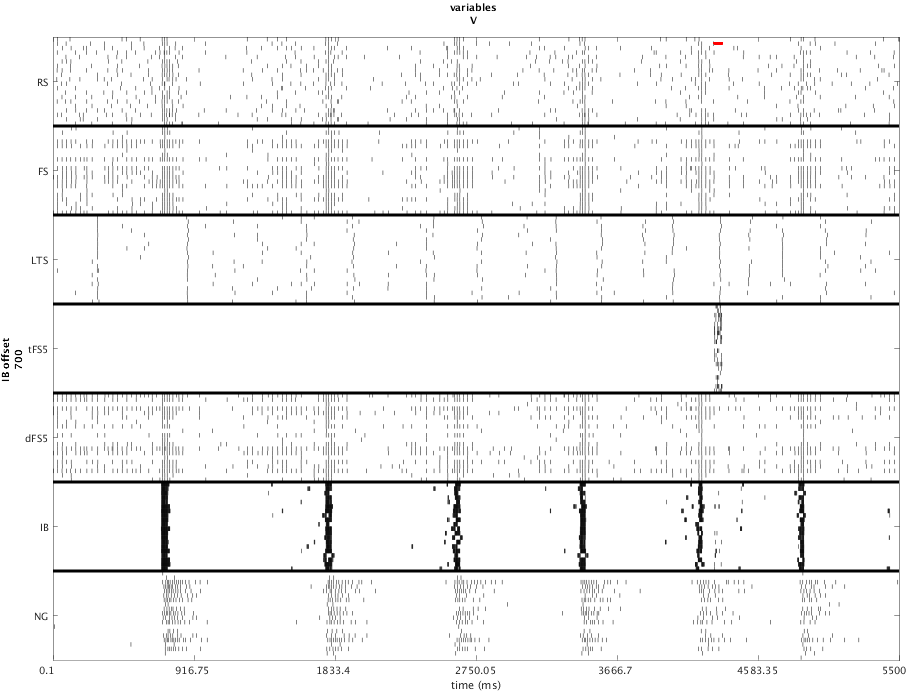 variables
V
RS
FS
LTS
tFS5
dFS5
IB
NG
IB offset
700
0.1 916.75 1833.4 2750.05 3666.7 4583.35 5500
time (ms)